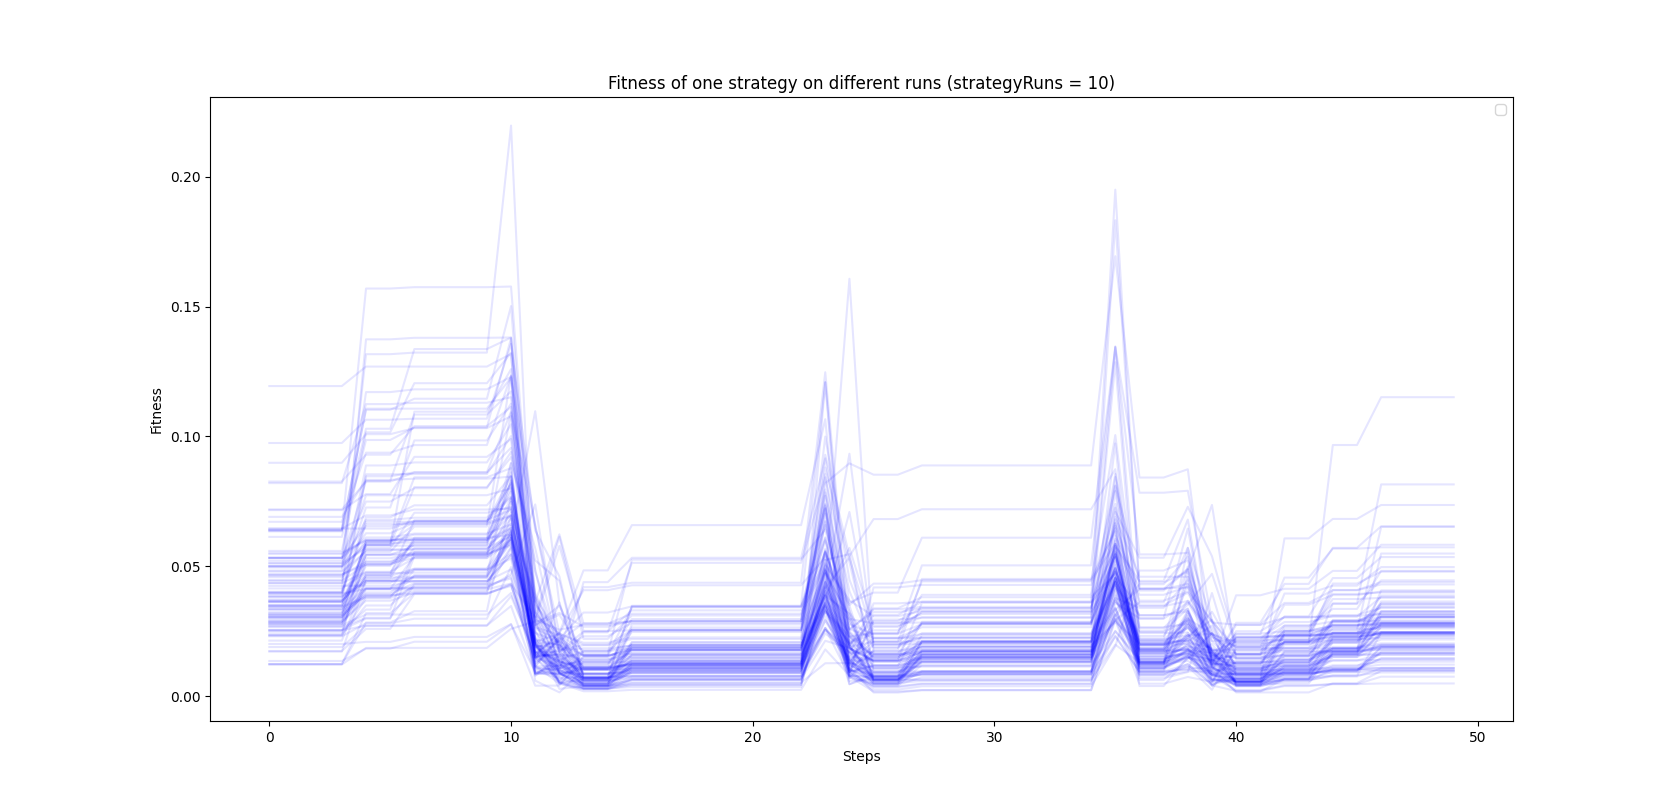 Fitness of one strategy on different runs (strategyRuns = 10)
0.20
0.15
0.10
0.05
0.00
Fitness
0 10 20 30 40 50
Steps